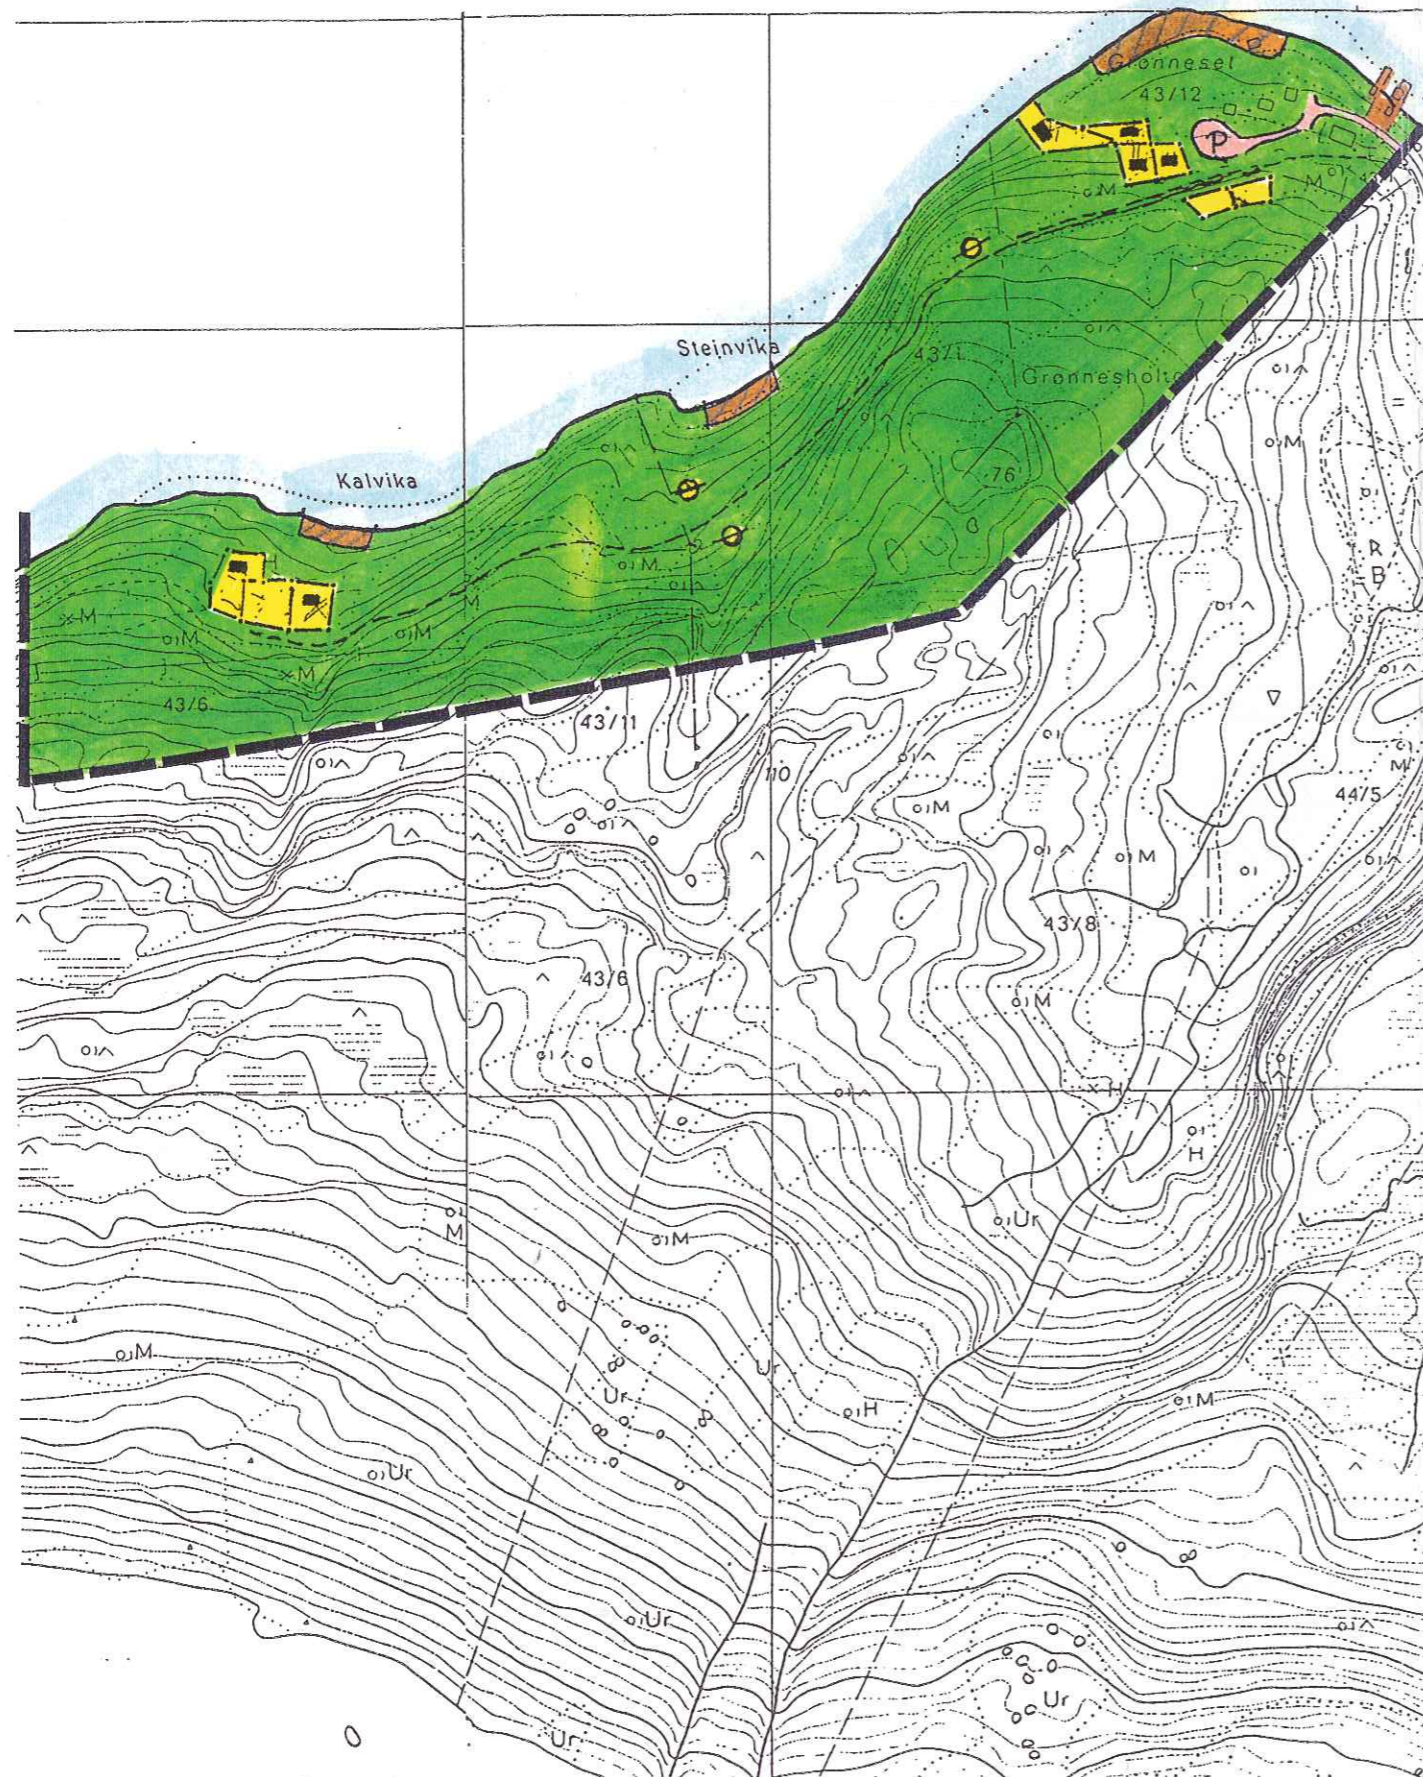 Grønneset
43/12
P
o,M
M
Steinvika
43/1
Grønnesholten
76
Kalvika
R
B
o,M
M
M
o,M
o,M
M
43/6
43/11
110
o,M
M
44/5
o,M
43/8
43/6
o,M
H
H
M
o,M
o,Ur
o,M
Ur
Ur
o,H
o,M
o,Ur
o,Ur
Ur
Ur